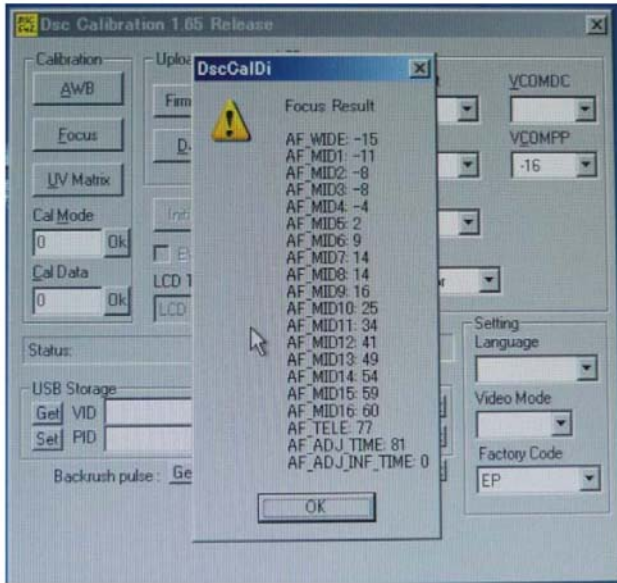 Dsc Calibration 1.65 Release
Calibration
AWB
Focus
UV Matrix
Cal Mode
0
Ok
Cal Data
0
Ok
Status:
USB Storage
Get
VID
Set
PID
Backrush pulse :
DscCalDi
Focus Result
AF_WIDE: -15
AF_MID1: -11
AF_MID2: -8
AF_MID3: -8
AF_MID4: -4
AF_MID5: 2
AF_MID6: 9
AF_MID7: 14
AF_MID8: 14
AF_MID9: 16
AF_MID10: 25
AF_MID11: 34
AF_MID12: 41
AF_MID13: 49
AF_MID14: 54
AF_MID15: 59
AF_MID16: 60
AF_TELE: 77
AF_ADJ_TIME: 81
AF_ADJ_INF_TIME: 0
OK
VCOMDC
VCOMPP
-16
Setting
Language
Video Mode
Factory Code
EP